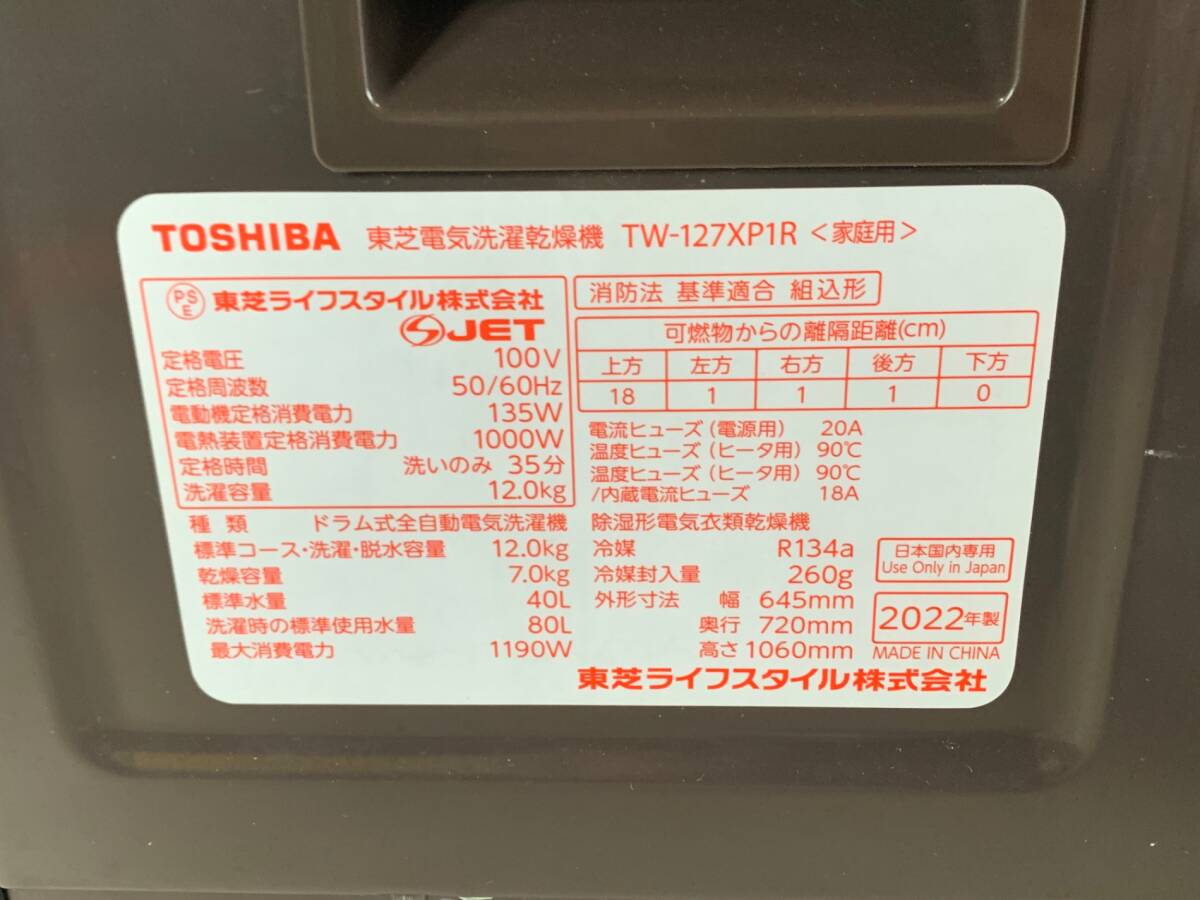 TOSHIBA 東芝電気洗濯乾燥機 TW-127XP1R <家庭用>
PSE 東芝ライフスタイル株式会社
JET
定格電圧 100V
定格周波数 50/60Hz
電動機定格消費電力 135W
電熱装置定格消費電力 1000W
定格時間 洗いのみ 35分
洗濯容量 12.0kg
消防法 基準適合 組込形
可燃物からの離隔距離(cm)
上方 左方 右方 後方 下方
18 1 1 1 0
電流ヒューズ(電源用) 20A
温度ヒューズ(ヒータ用) 90℃
温度ヒューズ(ヒータ用) 90℃
/内蔵電流ヒューズ 18A
種類 ドラム式全自動電気洗濯機
標準コース・洗濯・脱水容量 12.0kg
乾燥容量 7.0kg
標準水量 40L
洗濯時の標準使用水量 80L
最大消費電力 1190W
除湿形電気衣類乾燥機
冷媒 R134a
冷媒封入量 260g
外形寸法 幅 645mm
奥行 720mm
高さ 1060mm
日本国内専用
Use Only in Japan
2022年製
MADE IN CHINA
東芝ライフスタイル株式会社